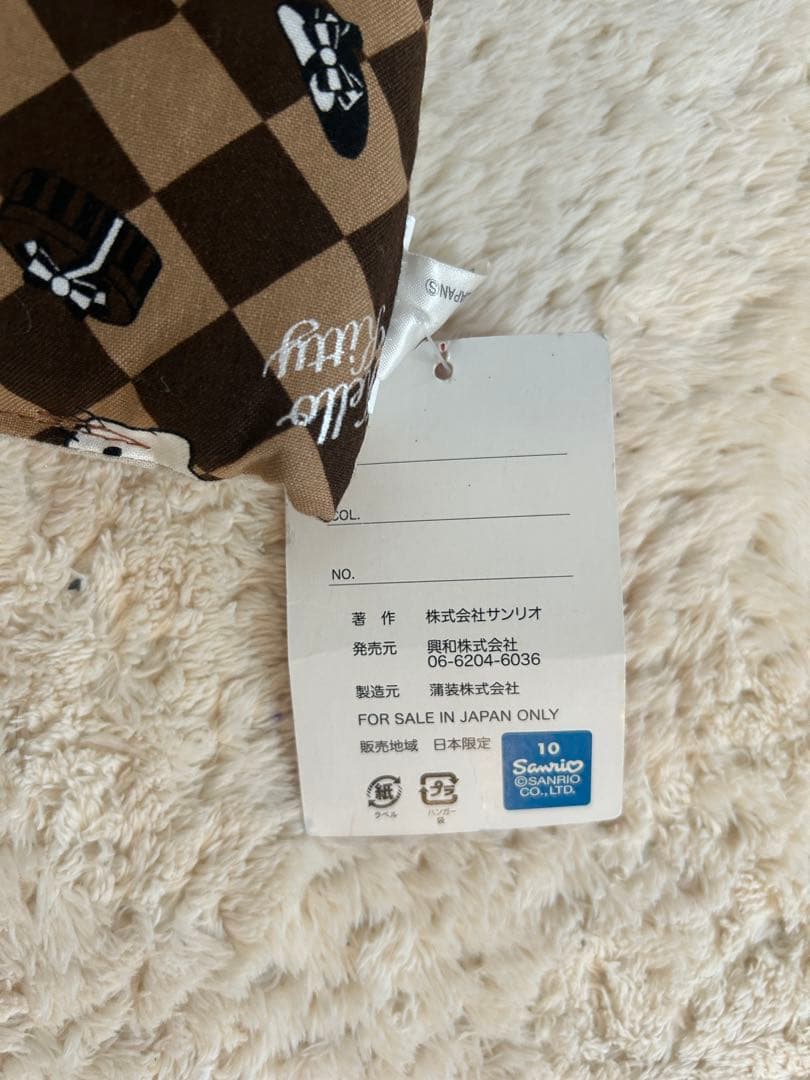 JAPANⓈ
Hello
Kitty
COL.
NO.
著 作 株式会社サンリオ
発売元 興和株式会社
06-6204-6036
製造元 蒲装株式会社
FOR SALE IN JAPAN ONLY
販売地域 日本限定
10
Sanrio
©SANRIO
CO.,LTD.
紙
ラベル
プラ
ハンガー
袋